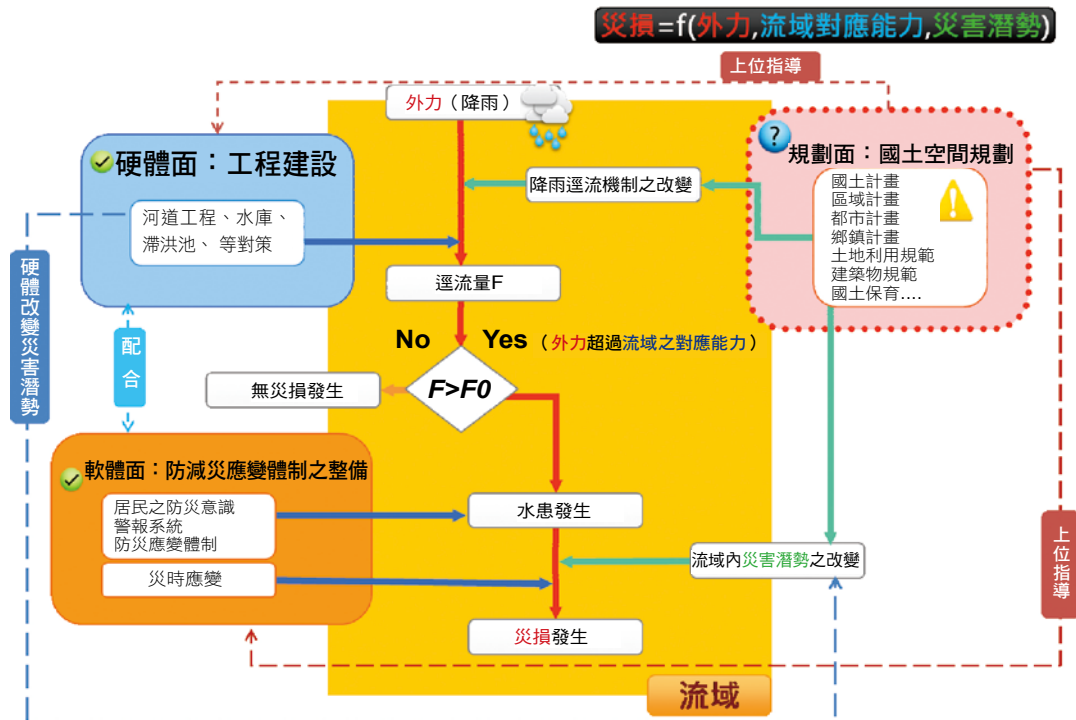 災損=f(外力,流域對應能力,災害潛勢)
上位指導
外力（降雨）
硬體面：工程建設
河道工程、水庫、
滯洪池、 等對策
降雨逕流機制之改變
規劃面：國土空間規劃
國土計畫
區域計畫
都市計畫
鄉鎮計畫
土地利用規範
建築物規範
國土保育....
硬體改變災害潛勢
逕流量F
配合
No
Yes（外力超過流域之對應能力）
無災損發生
F>F0
軟體面：防減災應變體制之整備
居民之防災意識
警報系統
防災應變體制
災時應變
水患發生
流域內災害潛勢之改變
上位指導
災損發生
流域